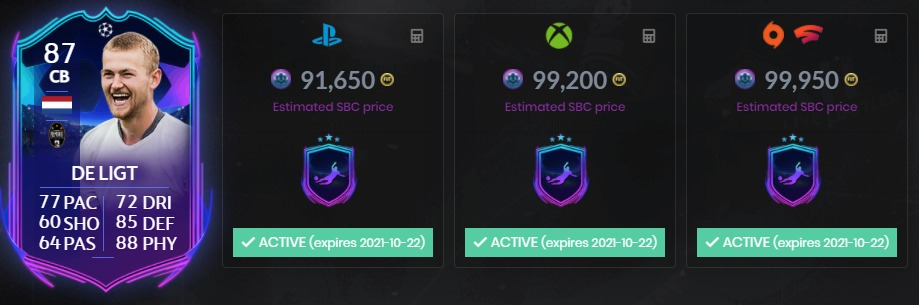 87
CB
DE LIGT
77 PAC 72 DRI
60 SHO 85 DEF
64 PAS 88 PHY
91,650
Estimated SBC price
ACTIVE (expires 2021-10-22)
99,200
Estimated SBC price
ACTIVE (expires 2021-10-22)
99,950
Estimated SBC price
ACTIVE (expires 2021-10-22)